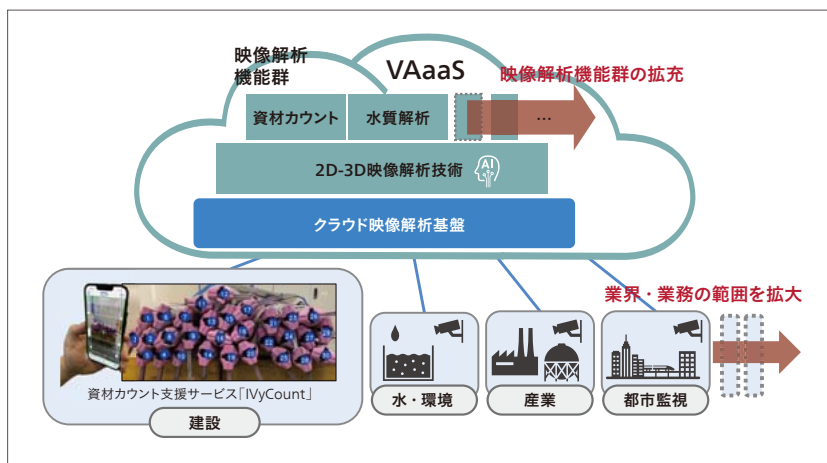 映像解析
機能群
VAaaS
映像解析機能群の拡充
資材カウント
水質解析
…
2D-3D映像解析技術
AI
クラウド映像解析基盤
業界・業務の範囲を拡大
資材カウント支援サービス「IVyCount」
建設
水・環境
産業
都市監視